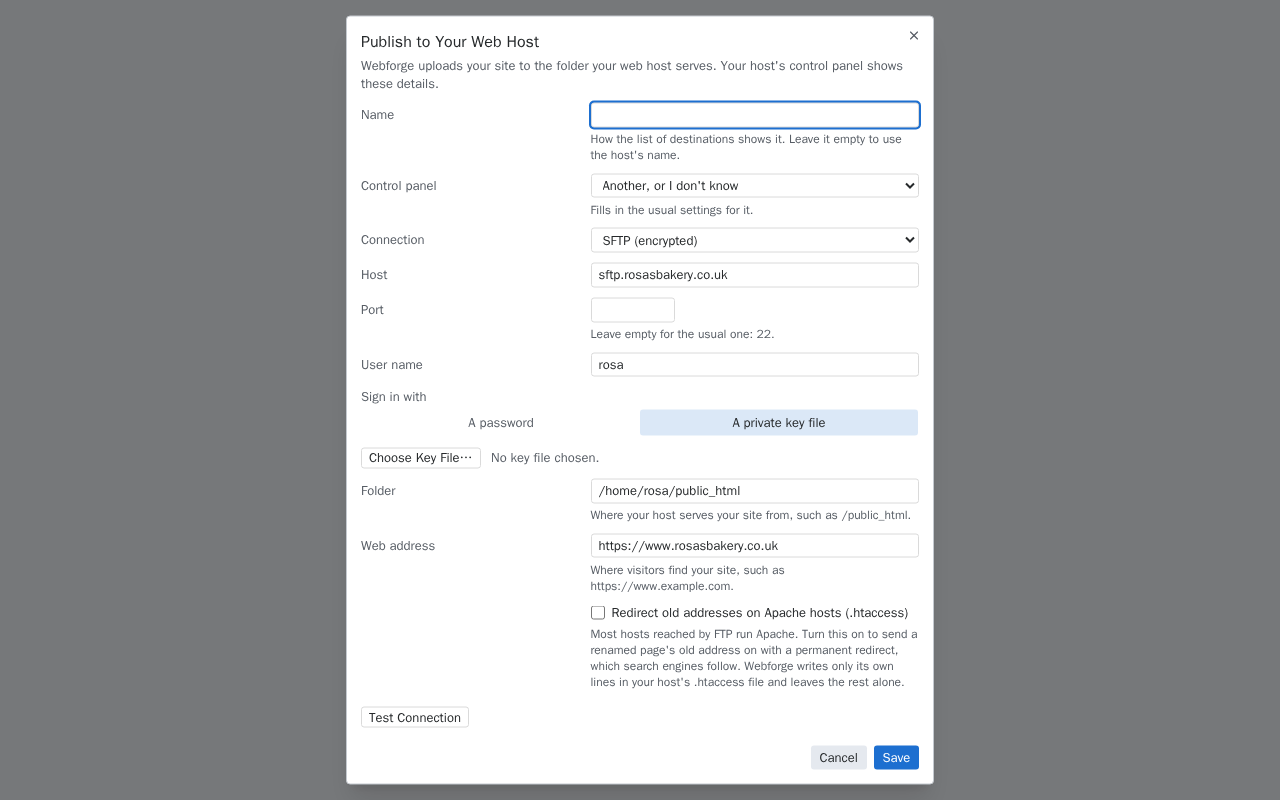 Publish to Your Web Host
Webforge uploads your site to the folder your web host serves. Your host's control panel shows
these details.
Name
How the list of destinations shows it. Leave it empty to use
the host's name.
Control panel
Another, or I don't know
Fills in the usual settings for it.
Connection
SFTP (encrypted)
Host
sftp.rosasbakery.co.uk
Port
Leave empty for the usual one: 22.
User name
rosa
Sign in with
A password
A private key file
Choose Key File…
No key file chosen.
Folder
/home/rosa/public_html
Where your host serves your site from, such as /public_html.
Web address
https://www.rosasbakery.co.uk
Where visitors find your site, such as
https://www.example.com.
Redirect old addresses on Apache hosts (.htaccess)
Most hosts reached by FTP run Apache. Turn this on to send a
renamed page's old address on with a permanent redirect,
which search engines follow. Webforge writes only its own
lines in your host's .htaccess file and leaves the rest alone.
Test Connection
Cancel
Save